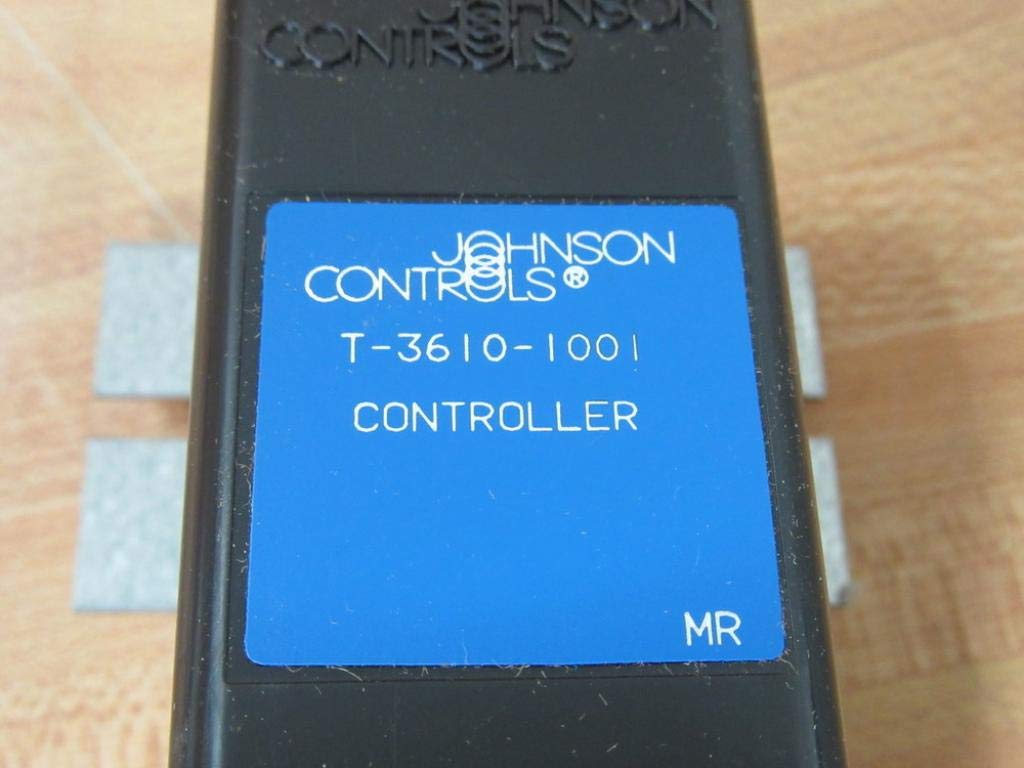 JOHNSON
CONTROLS
JOHNSON
CONTROLS®
T-3610-1001
CONTROLLER
MR